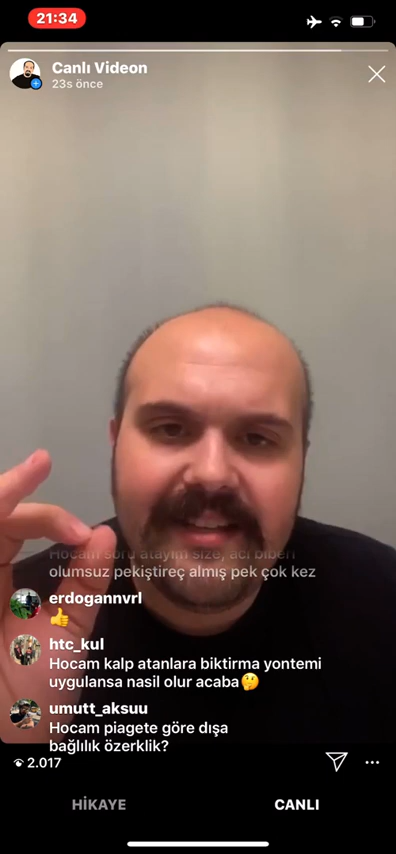 21:34
Canlı Videon
23s önce
Hocam soru atayım size, acı biberi
olumsuz pekiştireç almış pek çok kez
erdogannvrl
👍
htc_kul
Hocam kalp atanlara biktirma yontemi
uygulansa nasil olur acaba🤔
umutt_aksuu
Hocam piagete göre dışa
bağlılık özerklik?
2.017
HİKAYE
CANLI